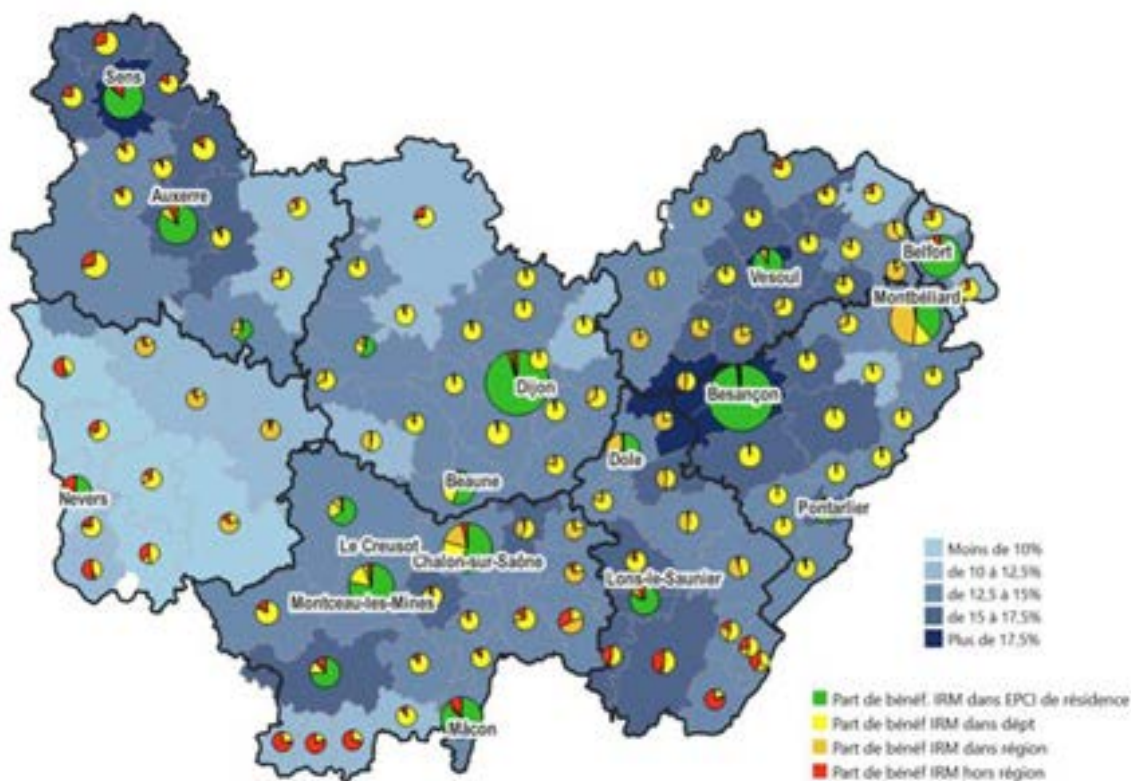 Sens
Auxerre
Belfort
Vesoul
Montbéliard
Dijon
Besançon
Dole
Beaune
Nevers
Pontarlier
Le Creusot
Chalon-sur-Saône
Lons-le-Saunier
Montceau-les-Mines
Mâcon
Moins de 10%
de 10 à 12,5%
de 12,5 à 15%
de 15 à 17,5%
Plus de 17,5%
Part de bénéf. IRM dans EPCI de résidence
Part de bénéf IRM dans dépt
Part de bénéf IRM dans région
Part de bénéf IRM hors région